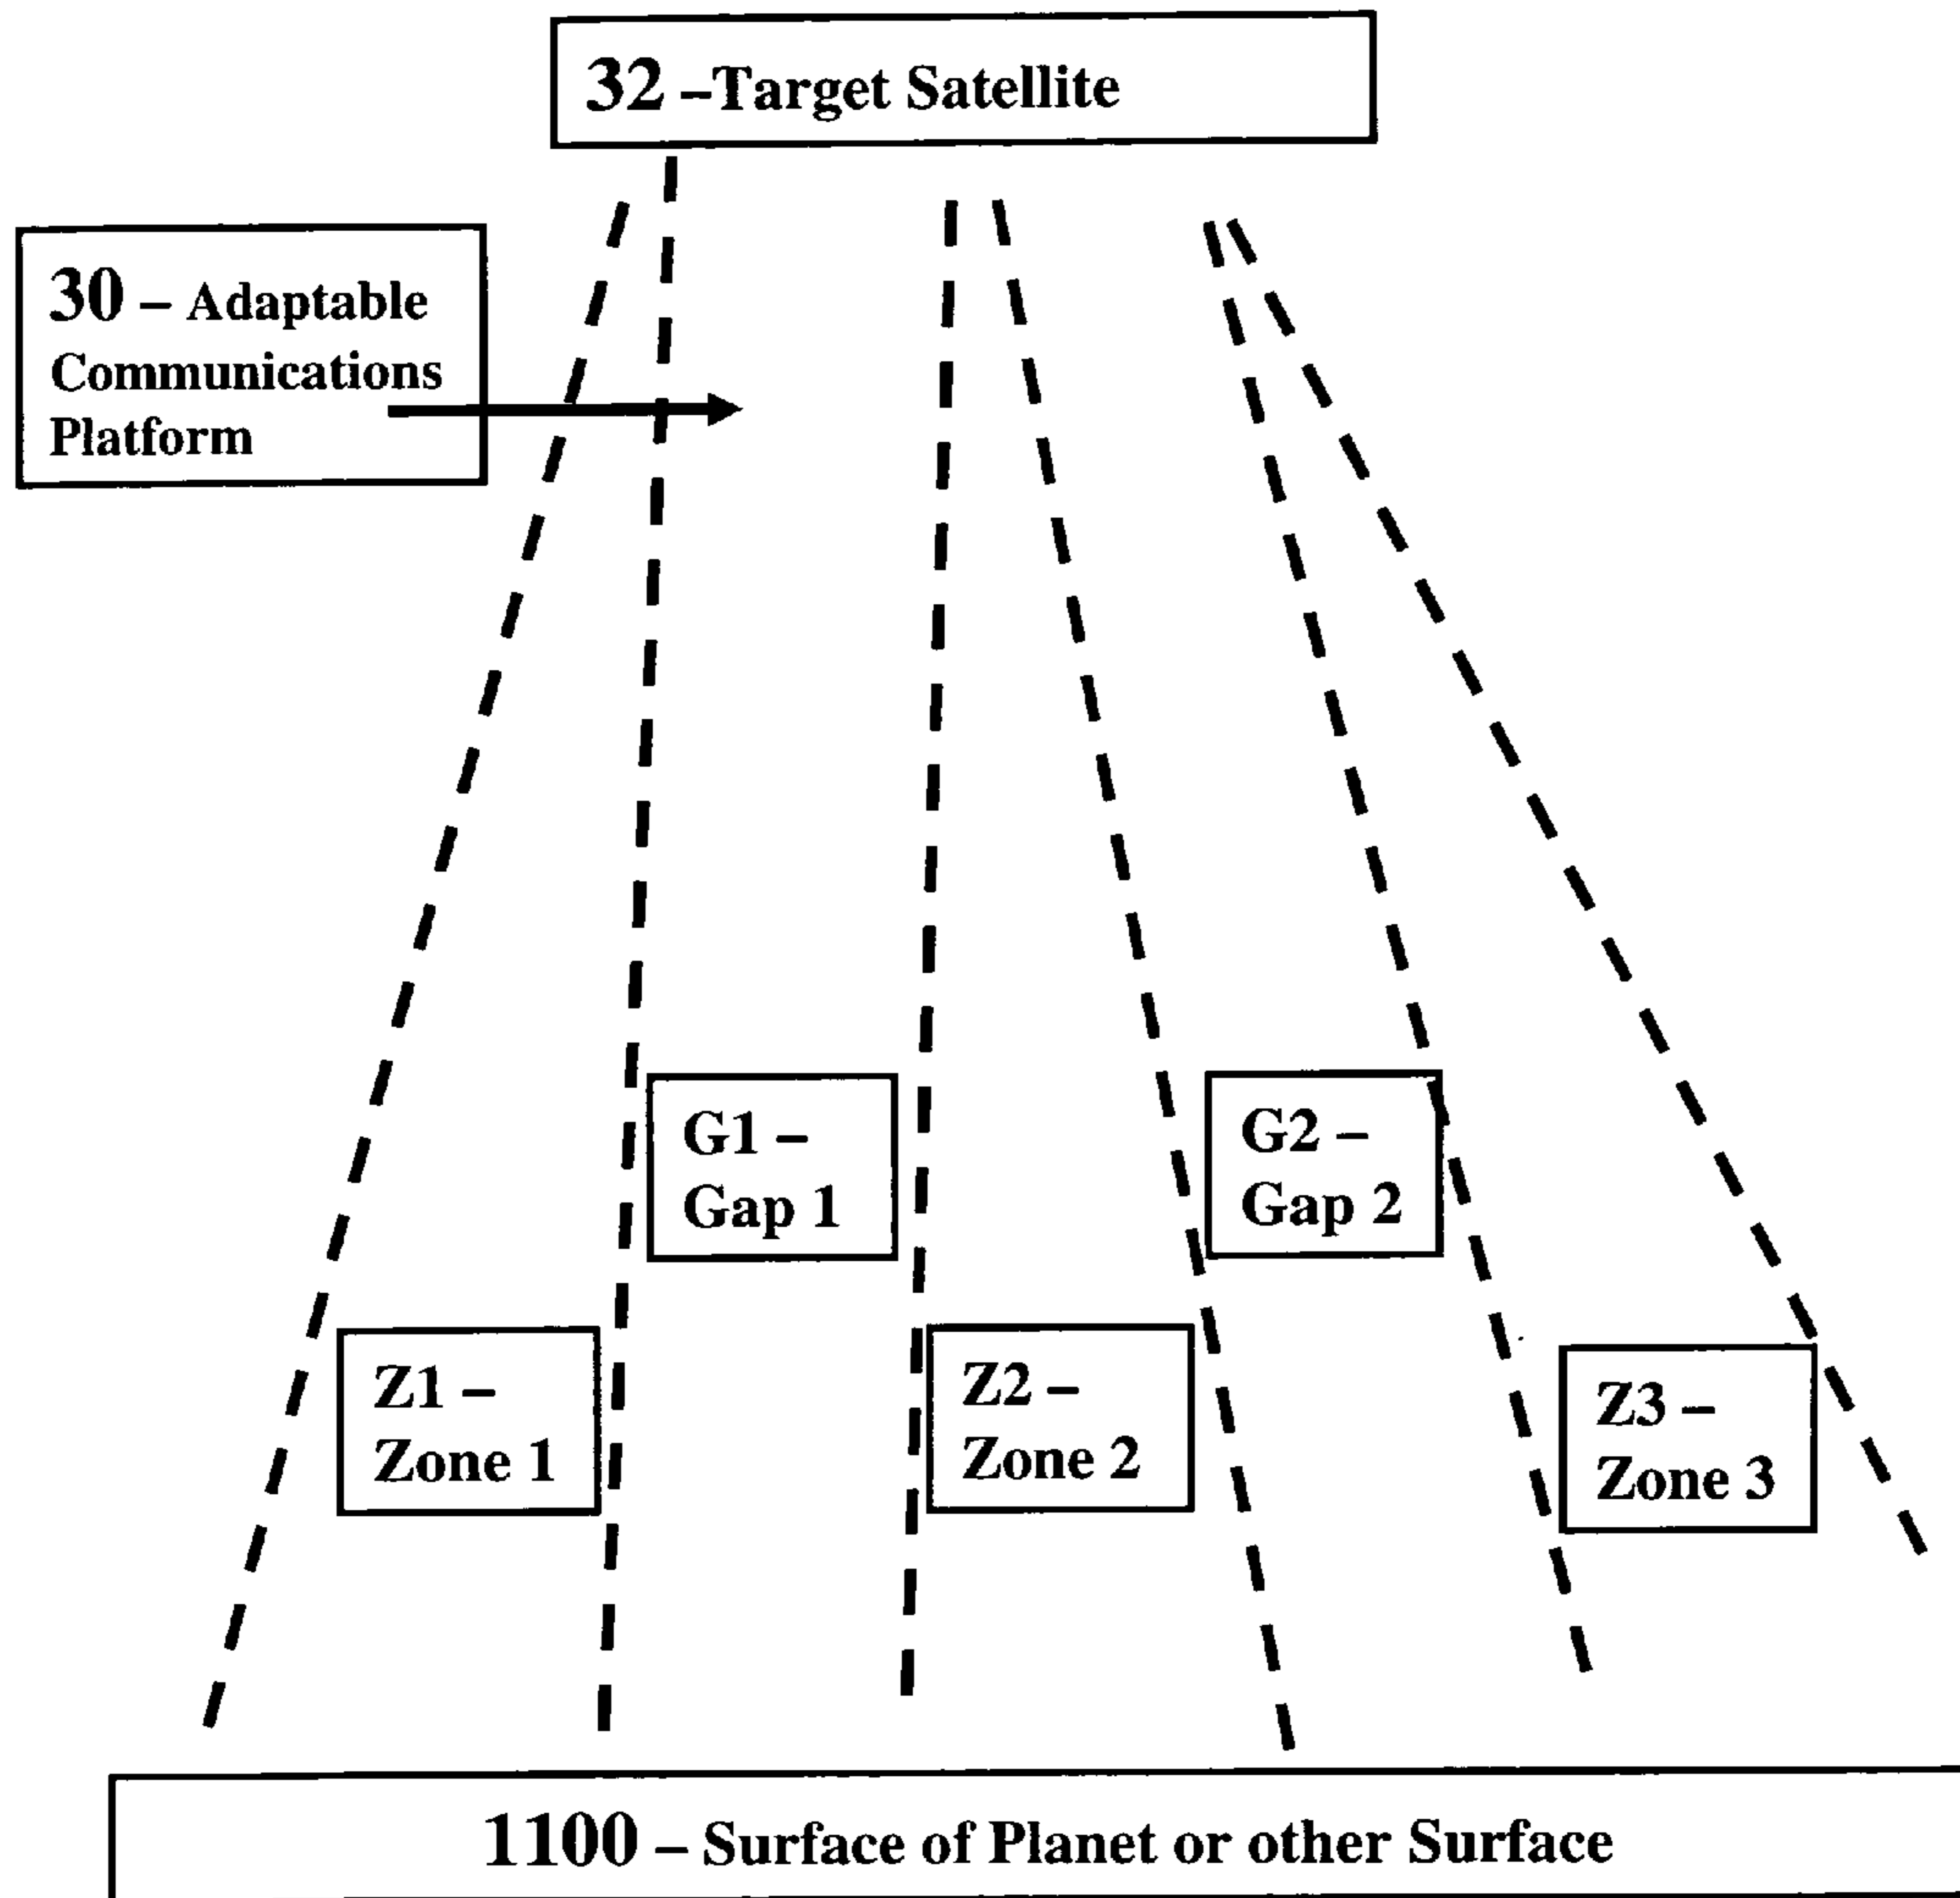 32 –Target Satellite
30 – Adaptable
Communications
Platform
G1 –
Gap 1
G2 –
Gap 2
Z1 –
Zone 1
Z2 –
Zone 2
Z3 –
Zone 3
1100 – Surface of Planet or other Surface